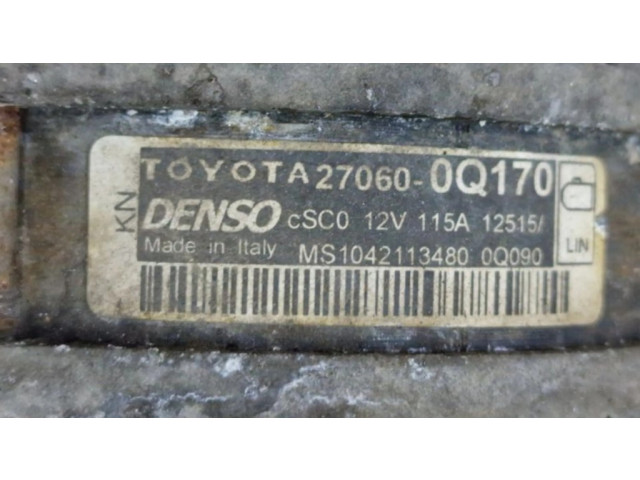 KN
TOYOTA 27060-0Q170
DENSO cSC0 12V 115A 12515/
Made in Italy MS1042113480 0Q090
LIN